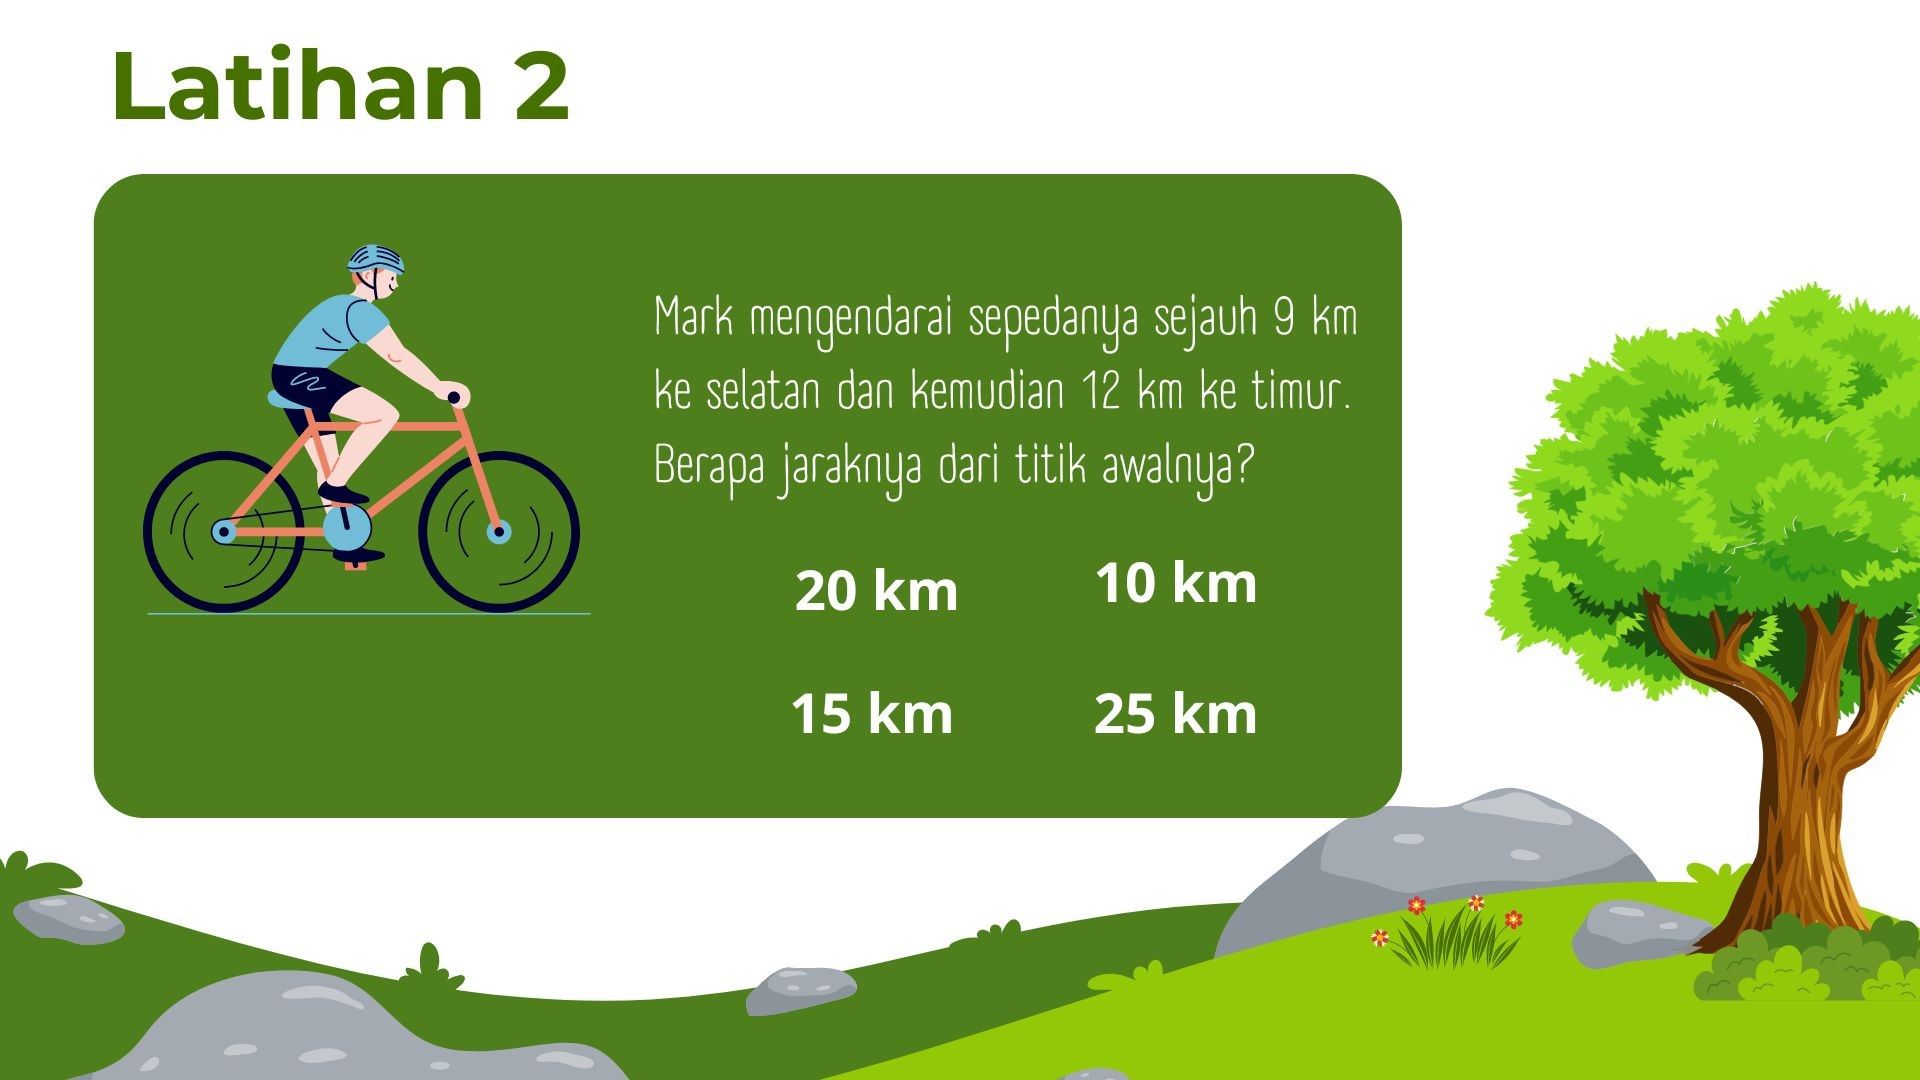 Latihan 2
Mark mengendarai sepedanya sejauh 9 km
ke selatan dan kemudian 12 km ke timur.
Berapa jaraknya dari titik awalnya?
20 km
10 km
15 km
25 km